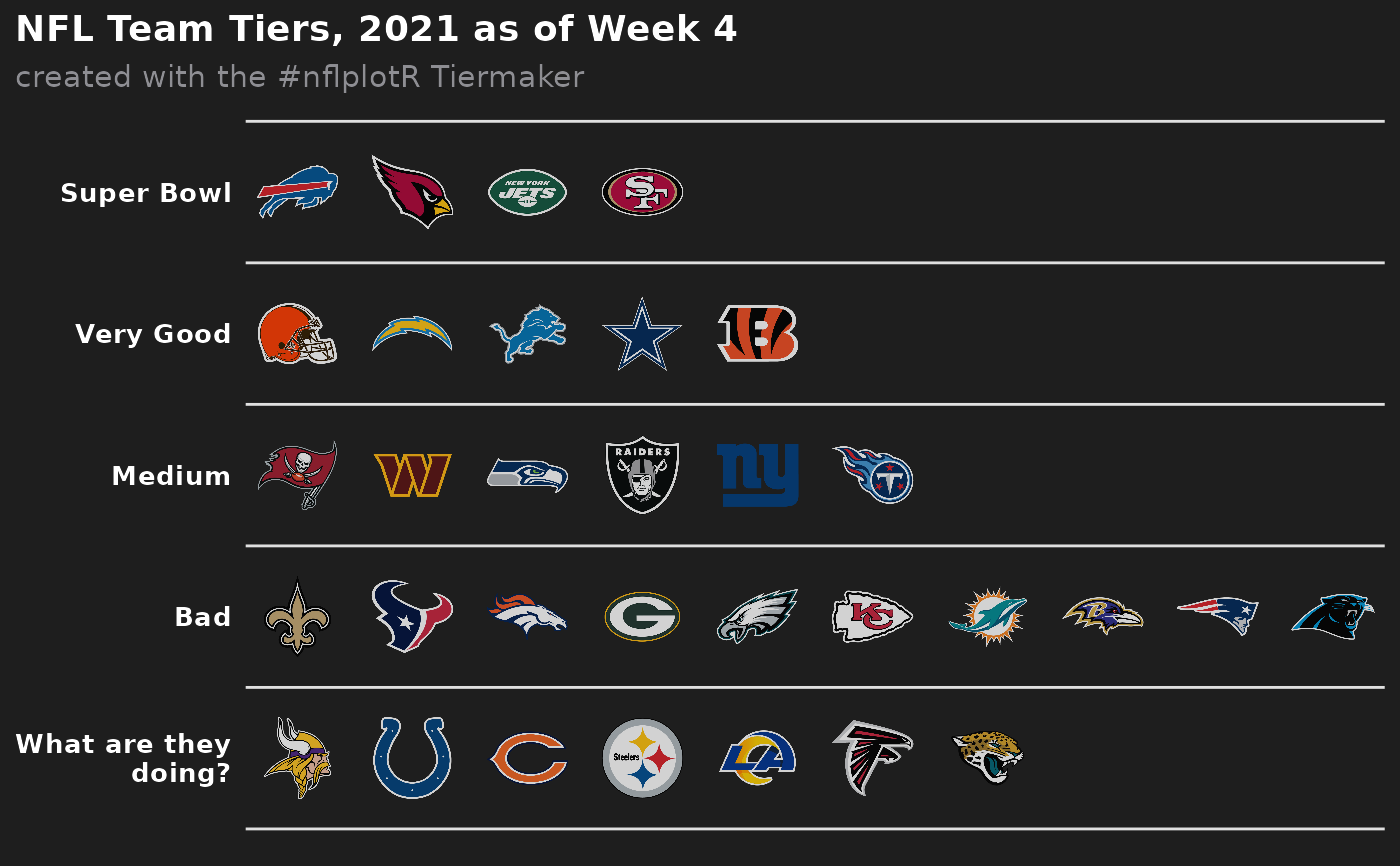 NFL Team Tiers, 2021 as of Week 4
created with the #nflplotR Tiermaker
Super Bowl
NEW YORK
JETS
SF
Very Good
B
Medium
W
RAIDERS
ny
T
Bad
G
KC
B
What are they
doing?
C
Steelers
LA